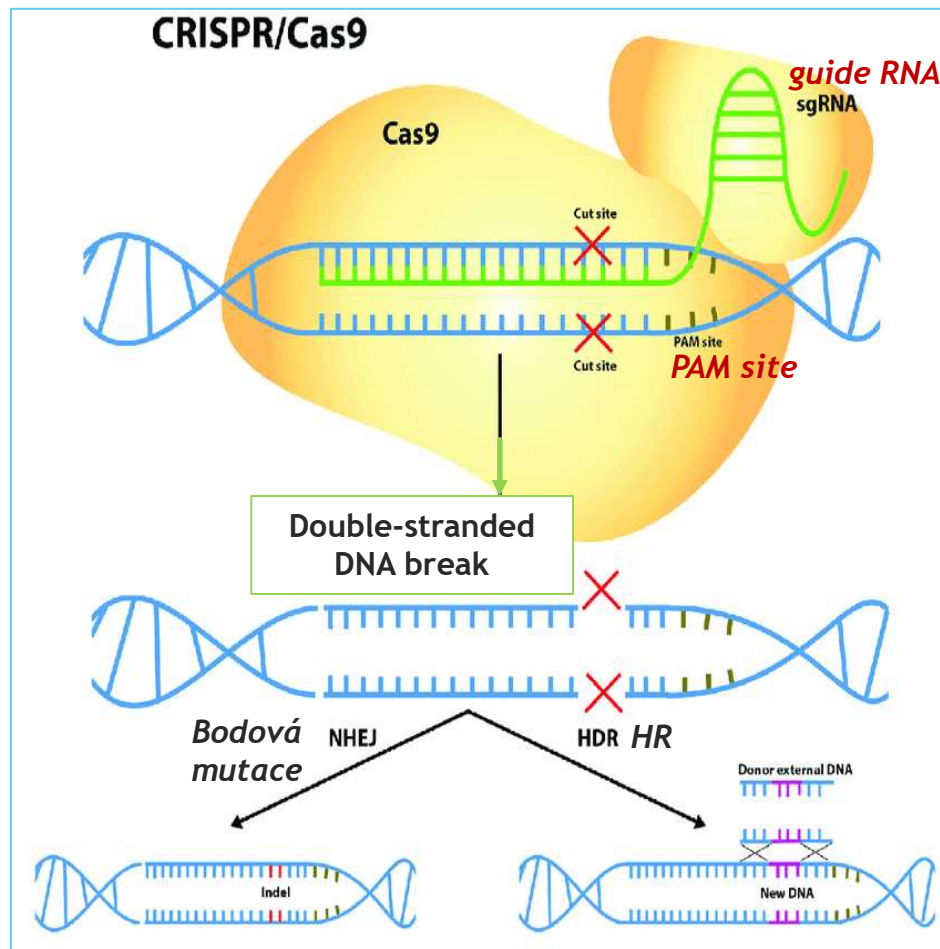 CRISPR/Cas9
guide RNA
sgRNA
Cas9
Cut site
PAM site
Cut site
PAM site
Double-stranded
DNA break
Bodová
mutace
NHEJ
HDR HR
Donor external DNA
Indel
New DNA